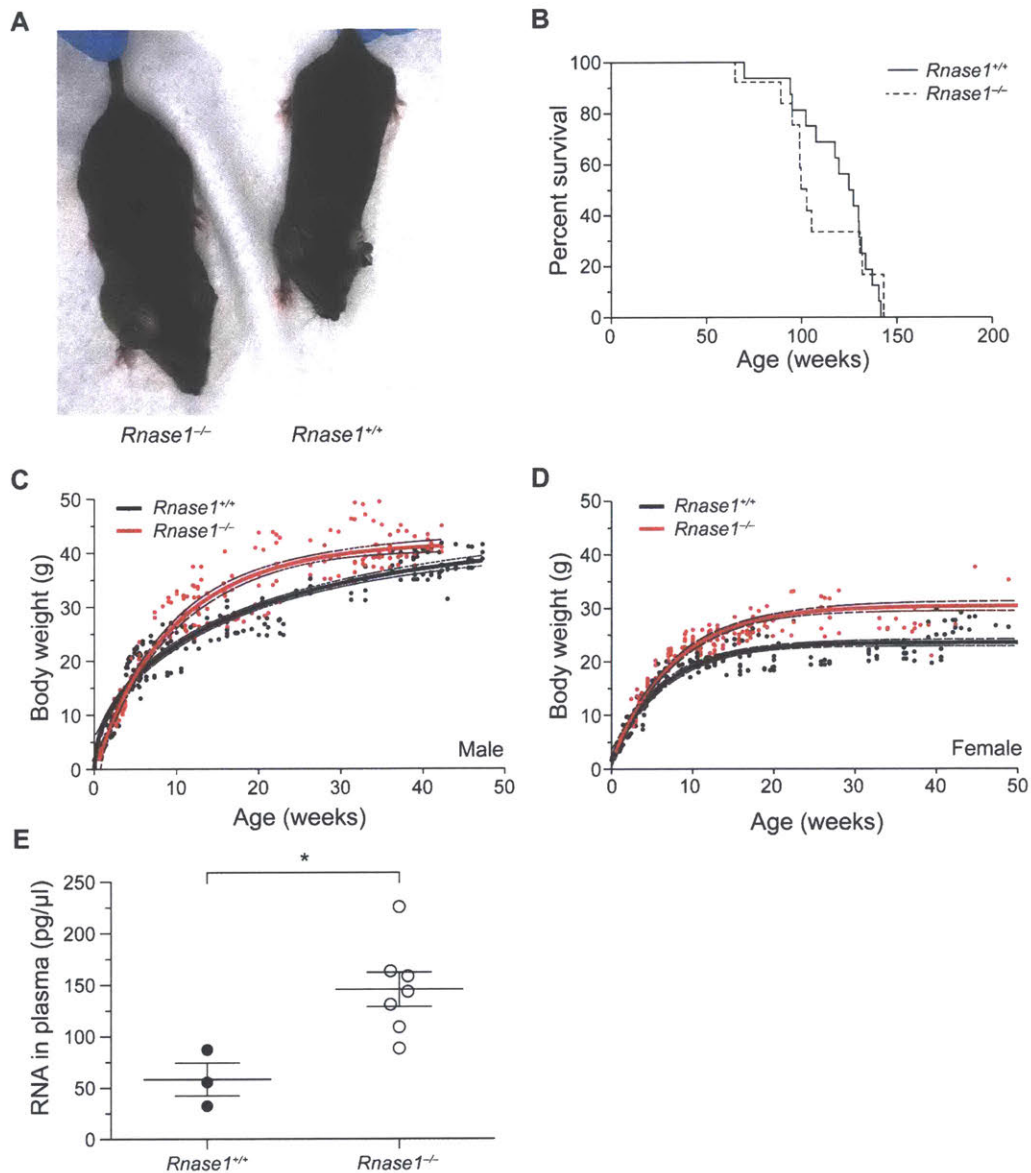 A
Rnase1⁻/⁻
Rnase1⁺/⁺
B
100
80
60
40
20
0
Percent survival
0
50
100
150
200
Age (weeks)
Rnase1⁺/⁺
Rnase1⁻/⁻
C
50
40
30
20
10
0
Body weight (g)
Rnase1⁺/⁺
Rnase1⁻/⁻
Male
0
10
20
30
40
50
Age (weeks)
D
50
40
30
20
10
0
Body weight (g)
Rnase1⁺/⁺
Rnase1⁻/⁻
Female
0
10
20
30
40
50
Age (weeks)
E
*
250
200
150
100
50
0
RNA in plasma (pg/µl)
Rnase1⁺/⁺
Rnase1⁻/⁻